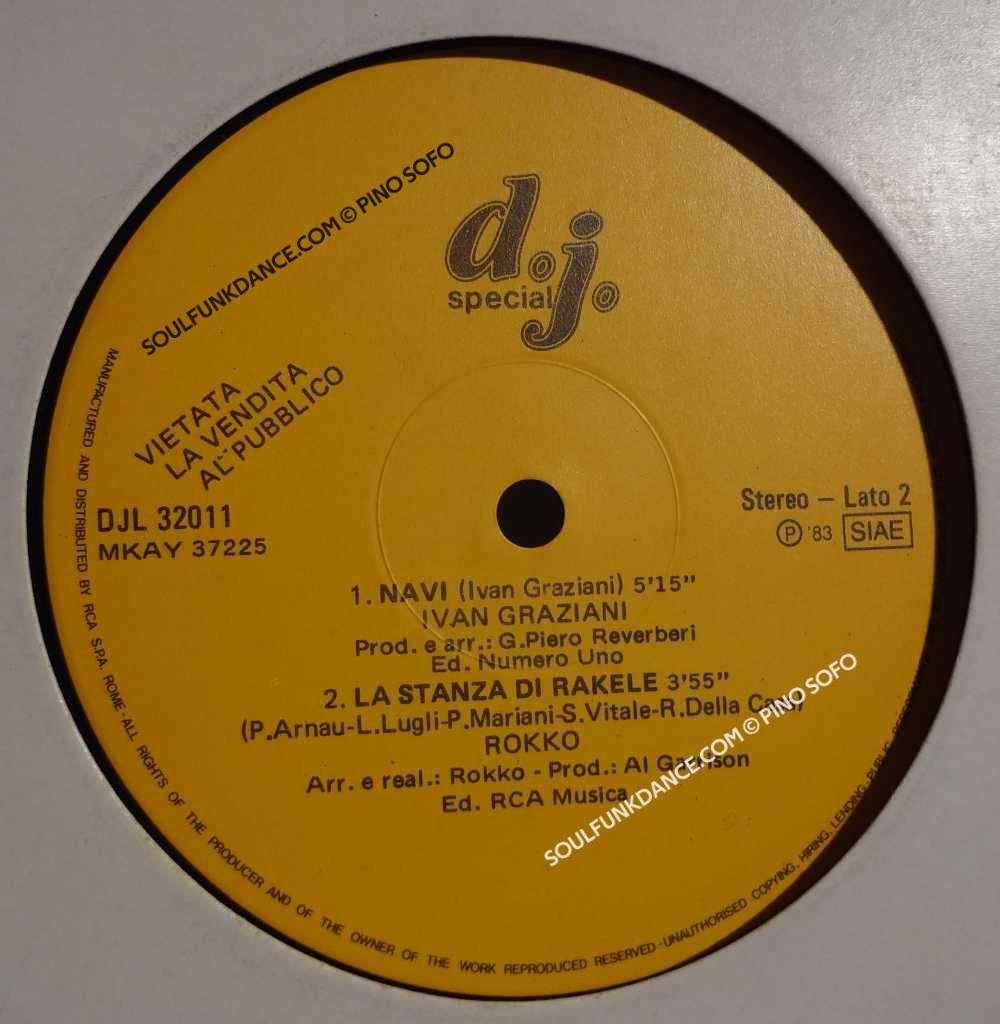 SOULFUNKDANCE.COM © PINO SOFO
d.j.
special
VIETATA
LA VENDITA
AL PUBBLICO
DJL 32011
MKAY 37225
Stereo — Lato 2
Ⓟ '83 SIAE
1. NAVI (Ivan Graziani) 5'15"
IVAN GRAZIANI
Prod. e arr.: G.Piero Reverberi
Ed. Numero Uno
2. LA STANZA DI RAKELE 3'55"
(P.Arnau-L.Lugli-P.Mariani-S.Vitale-R.Della
ROKKO
Arr. e real.: Rokko - Prod.: Al
Ed. RCA Musica
SOULFUNKDANCE.COM © PINO SOFO
MANUFACTURED AND DISTRIBUTED BY RCA S.P.A. ROME - ALL RIGHTS OF THE PRODUCER AND OF THE OWNER OF THE WORK REPRODUCED RESERVED - UNAUTHORISED COPYING, HIRING, LENDING, PUBLIC